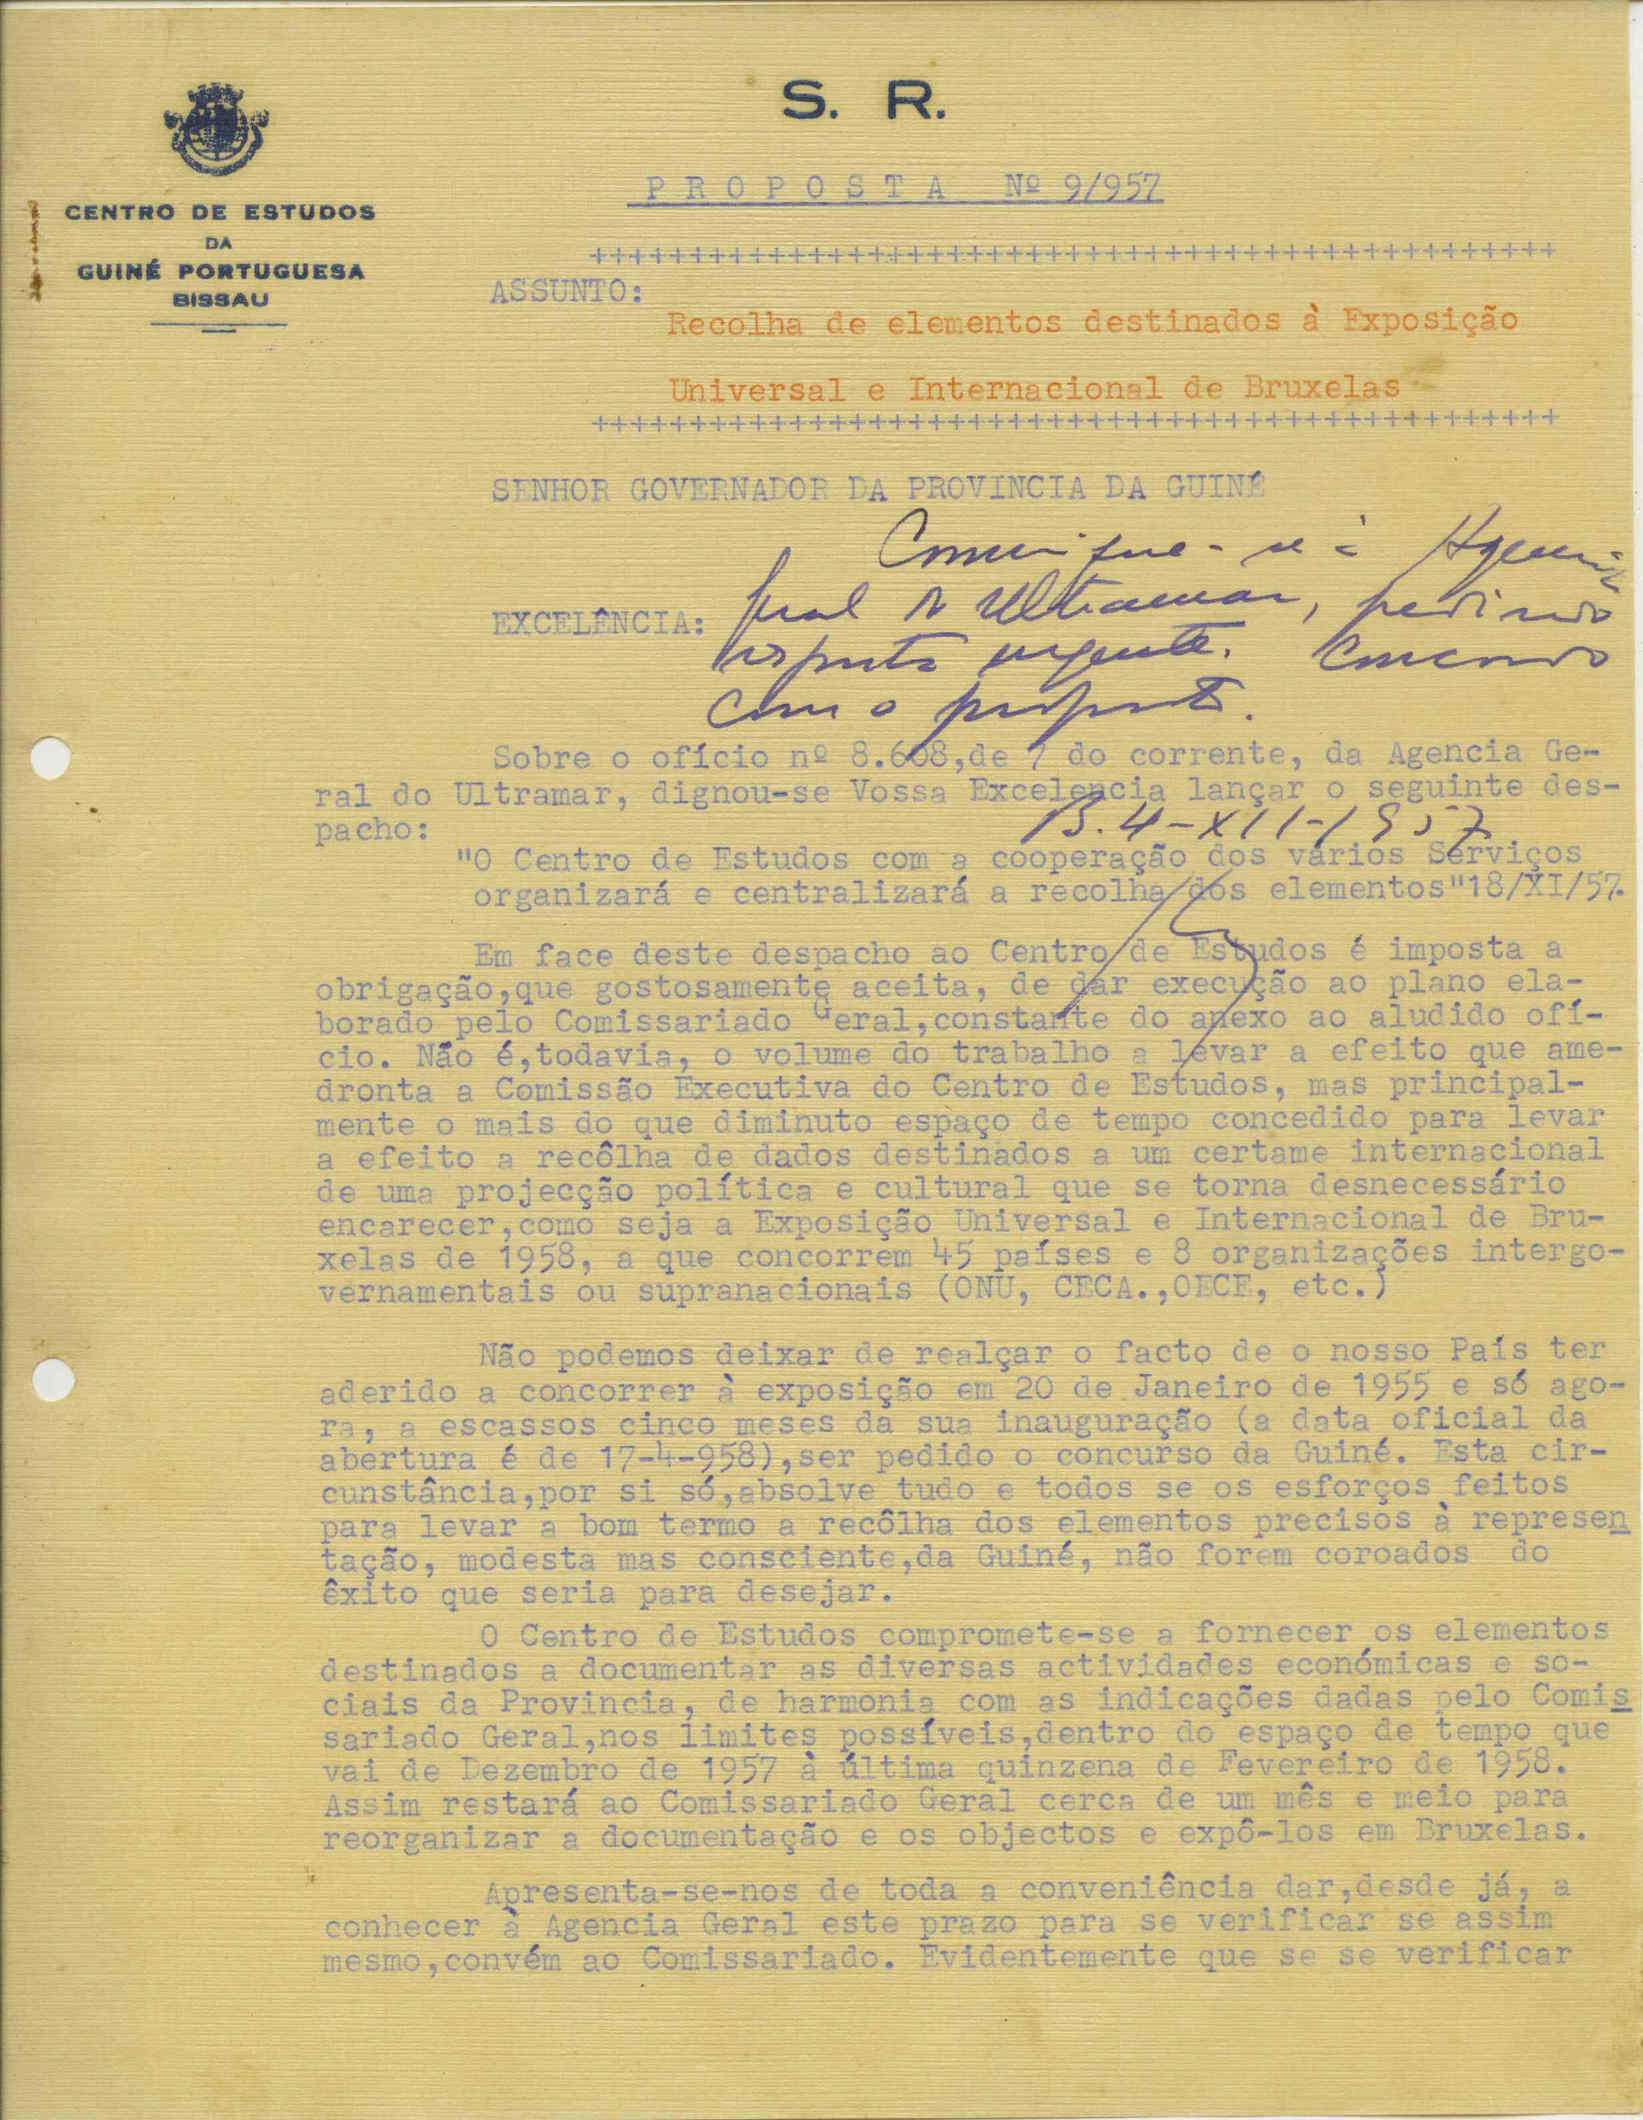 S. R.
CENTRO DE ESTUDOS
DA
GUINÉ PORTUGUESA
BISSAU
P R O P O S T A Nº 9/957
+++++++++++++++++++++++++++++++++++++++++++++++++
ASSUNTO:
Recolha de elementos destinados à Exposição
Universal e Internacional de Bruxelas
+++++++++++++++++++++++++++++++++++++++++++++++++
SENHOR GOVERNADOR DA PROVINCIA DA GUINÉ
Comunique-se à Agencia
Geral do Ultramar, pedindo
EXCELÊNCIA:
resposta urgente. Concordo
com o proposto.
Sobre o ofício nº 8.608,de 7 do corrente, da Agencia Ge-
ral do Ultramar, dignou-se Vossa Excelencia lançar o seguinte des-
pacho:
B. 4-XII-1957
"O Centro de Estudos com a cooperação dos vários Serviços
organizará e centralizará a recolha dos elementos"18/XI/57.
Em face deste despacho ao Centro de Estudos é imposta a
obrigação,que gostosamente aceita, de dar execução ao plano ela-
borado pelo Comissariado Geral,constante do anexo ao aludido ofí-
cio. Não é,todavia, o volume do trabalho a levar a efeito que ame-
dronta a Comissão Executiva do Centro de Estudos, mas principal-
mente o mais do que diminuto espaço de tempo concedido para levar
a efeito a recôlha de dados destinados a um certame internacional
de uma projecção política e cultural que se torna desnecessário
encarecer,como seja a Exposição Universal e Internacional de Bru-
xelas de 1958, a que concorrem 45 países e 8 organizações intergo-
vernamentais ou supranacionais (ONU, CECA.,OECE, etc.)
Não podemos deixar de realçar o facto de o nosso País ter
aderido a concorrer à exposição em 20 de Janeiro de 1955 e só ago-
ra, a escassos cinco meses da sua inauguração (a data oficial da
abertura é de 17-4-958),ser pedido o concurso da Guiné. Esta cir-
cunstância,por si só,absolve tudo e todos se os esforços feitos
para levar a bom termo a recôlha dos elementos precisos à represen
tação, modesta mas consciente,da Guiné, não forem coroados do
êxito que seria para desejar.
O Centro de Estudos compromete-se a fornecer os elementos
destinados a documentar as diversas actividades económicas e so-
ciais da Provincia, de harmonia com as indicações dadas pelo Comis
sariado Geral,nos limites possíveis,dentro do espaço de tempo que
vai de Dezembro de 1957 à última quinzena de Fevereiro de 1958.
Assim restará ao Comissariado Geral cerca de um mês e meio para
reorganizar a documentação e os objectos e expô-los em Bruxelas.
Apresenta-se-nos de toda a conveniência dar,desde já, a
conhecer à Agencia Geral este prazo para se verificar se assim
mesmo,convém ao Comissariado. Evidentemente que se se verificar